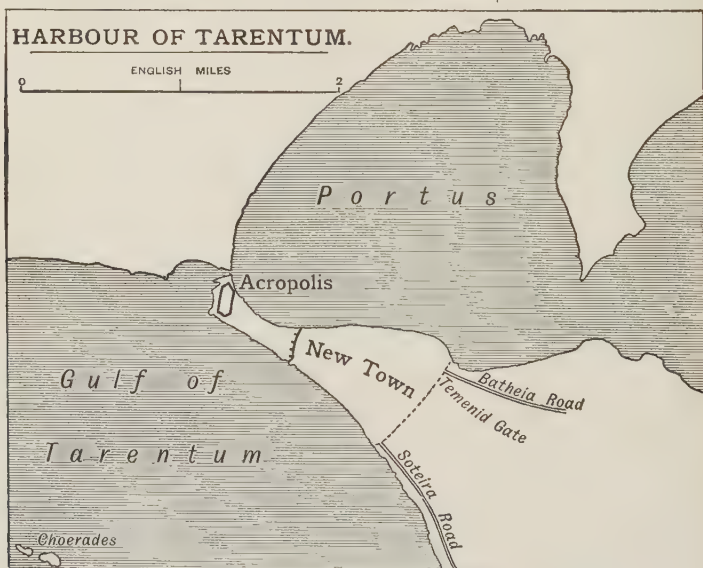 HARBOUR OF TARENTUM.
ENGLISH MILES
0 2
Portus
Acropolis
New Town
Gulf of
Tarentum
Batheia Road
Temenid Gate
Soteira Road
Choerades